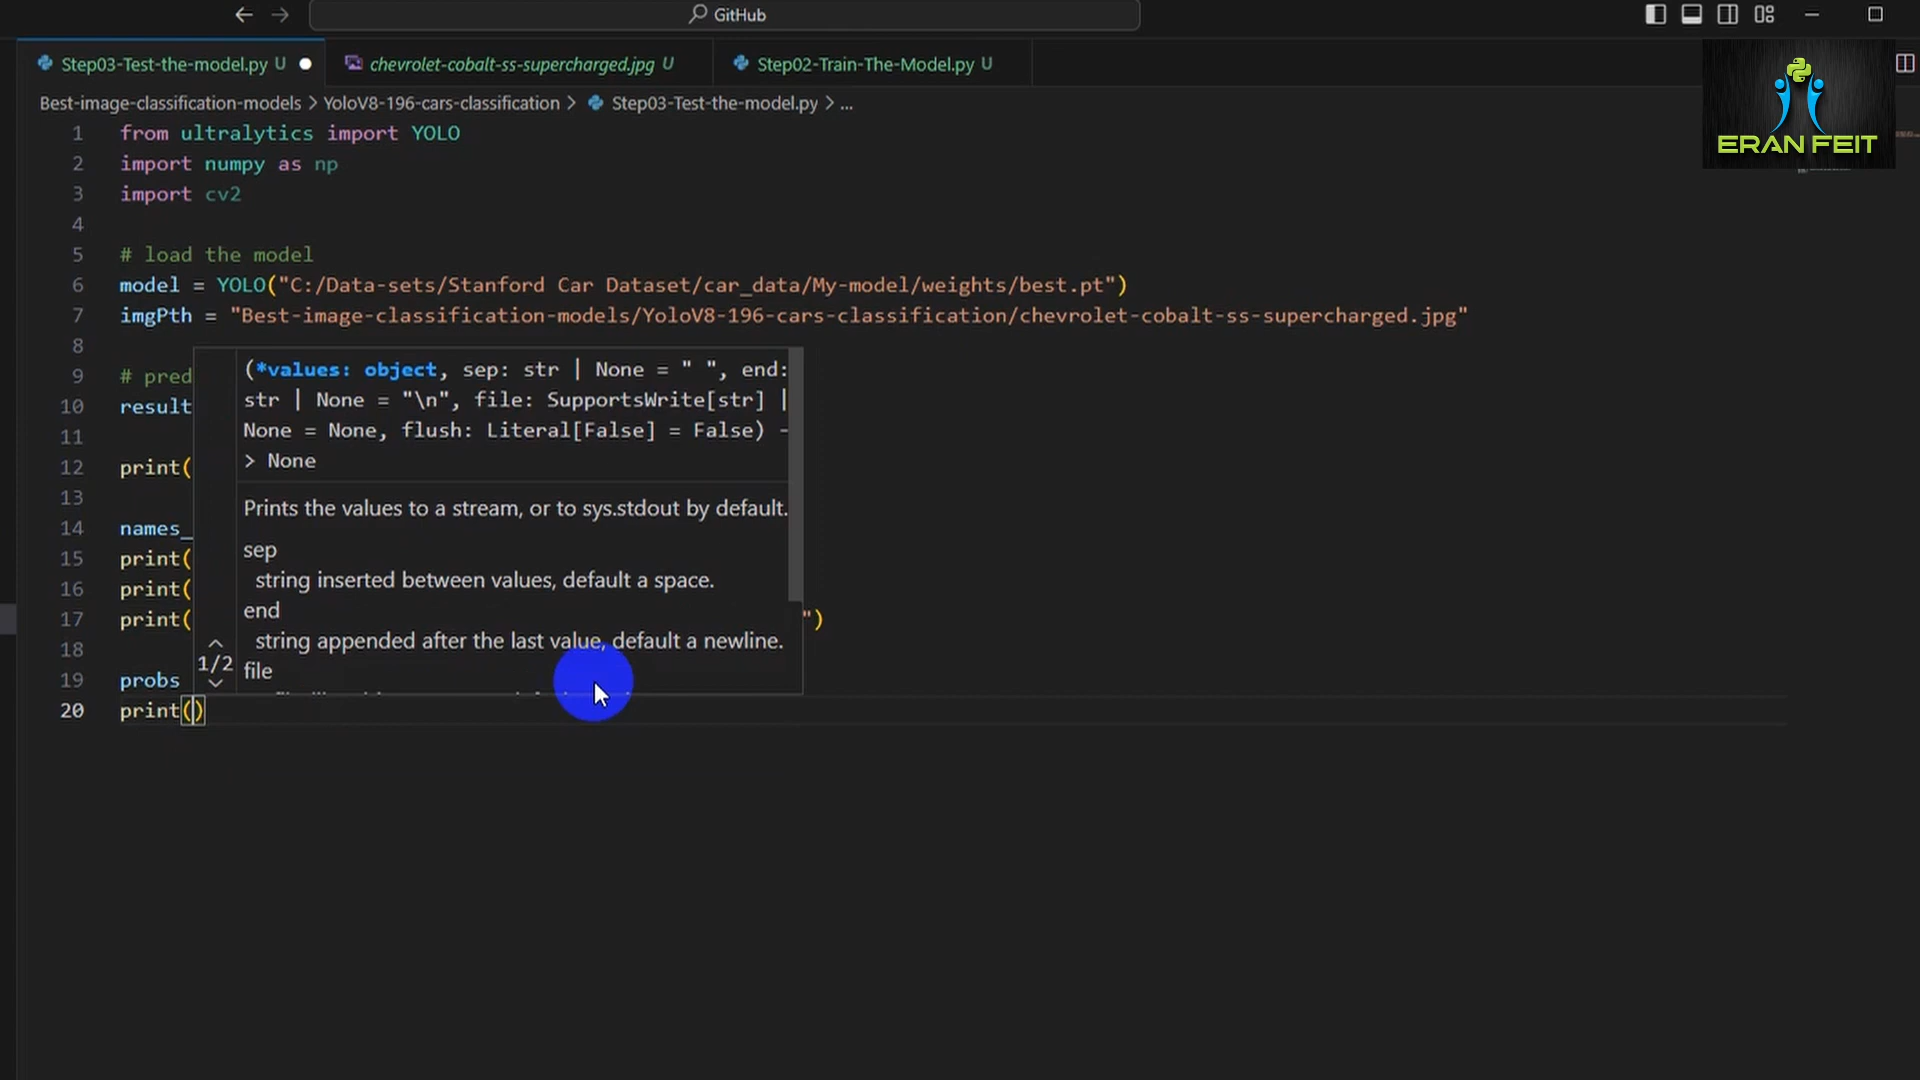 GitHub
Step03-Test-the-model.py U
chevrolet-cobalt-ss-supercharged.jpg U
Step02-Train-The-Model.py U
ERAN FEIT
Best-image-classification-models > YoloV8-196-cars-classification > Step03-Test-the-model.py > ...
1 from ultralytics import YOLO
2 import numpy as np
3 import cv2
4
5 # load the model
6 model = YOLO("C:/Data-sets/Stanford Car Dataset/car_data/My-model/weights/best.pt")
7 imgPth = "Best-image-classification-models/YoloV8-196-cars-classification/chevrolet-cobalt-ss-supercharged.jpg"
8
9 # pred
10 result
11
12 print(
13
14 names_
15 print(
16 print(
17 print( ")
18
19 probs
20 print()
(*values: object, sep: str | None = " ", end:
str | None = "\n", file: SupportsWrite[str] |
None = None, flush: Literal[False] = False) -
> None
Prints the values to a stream, or to sys.stdout by default.
sep
string inserted between values, default a space.
end
string appended after the last value, default a newline.
file
1/2